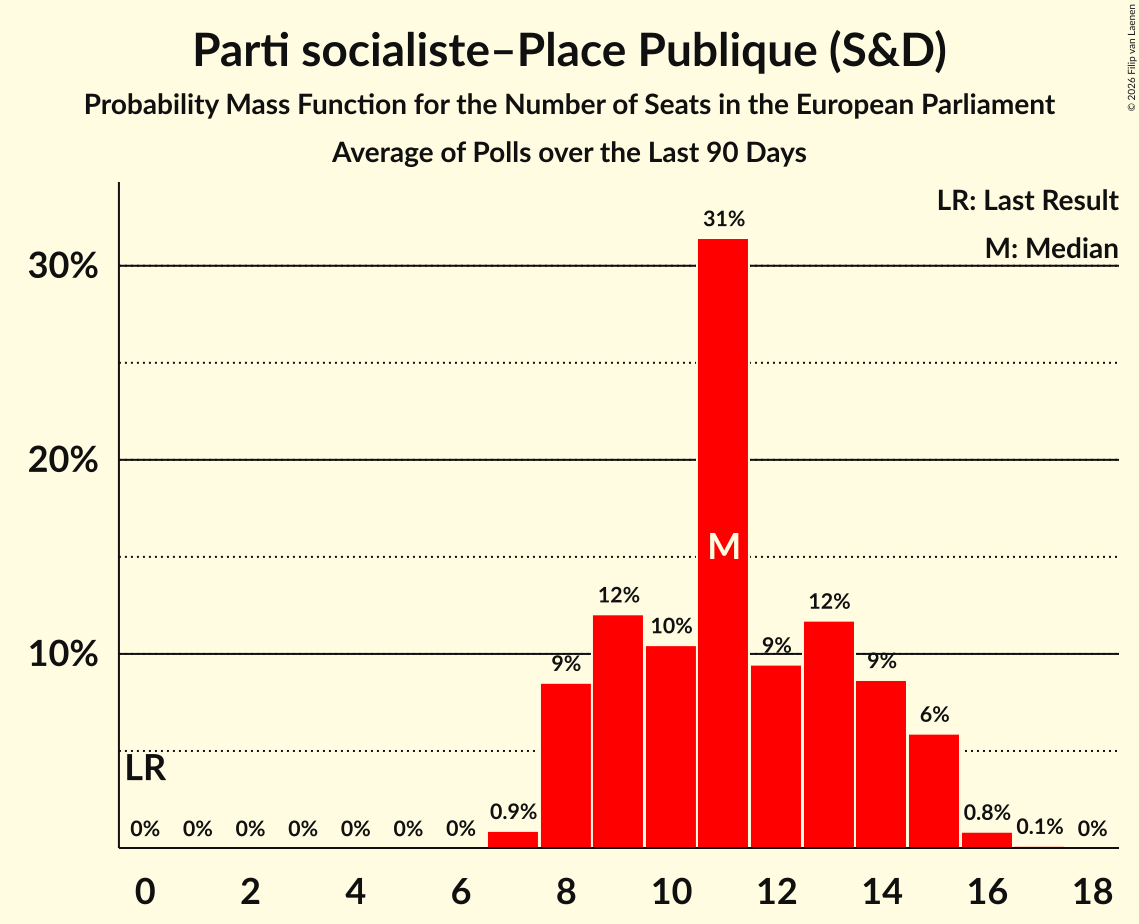 Parti socialiste–Place Publique (S&D)
Probability Mass Function for the Number of Seats in the European Parliament
Average of Polls over the Last 90 Days
© 2026 Filip van Laenen
LR: Last Result
M: Median
31%
30%
20%
M
12%
12%
10%
9%
10%
9%
9%
6%
LR
0% 0% 0% 0% 0% 0% 0% 0.9% 0.8% 0.1% 0%
0 2 4 6 8 10 12 14 16 18